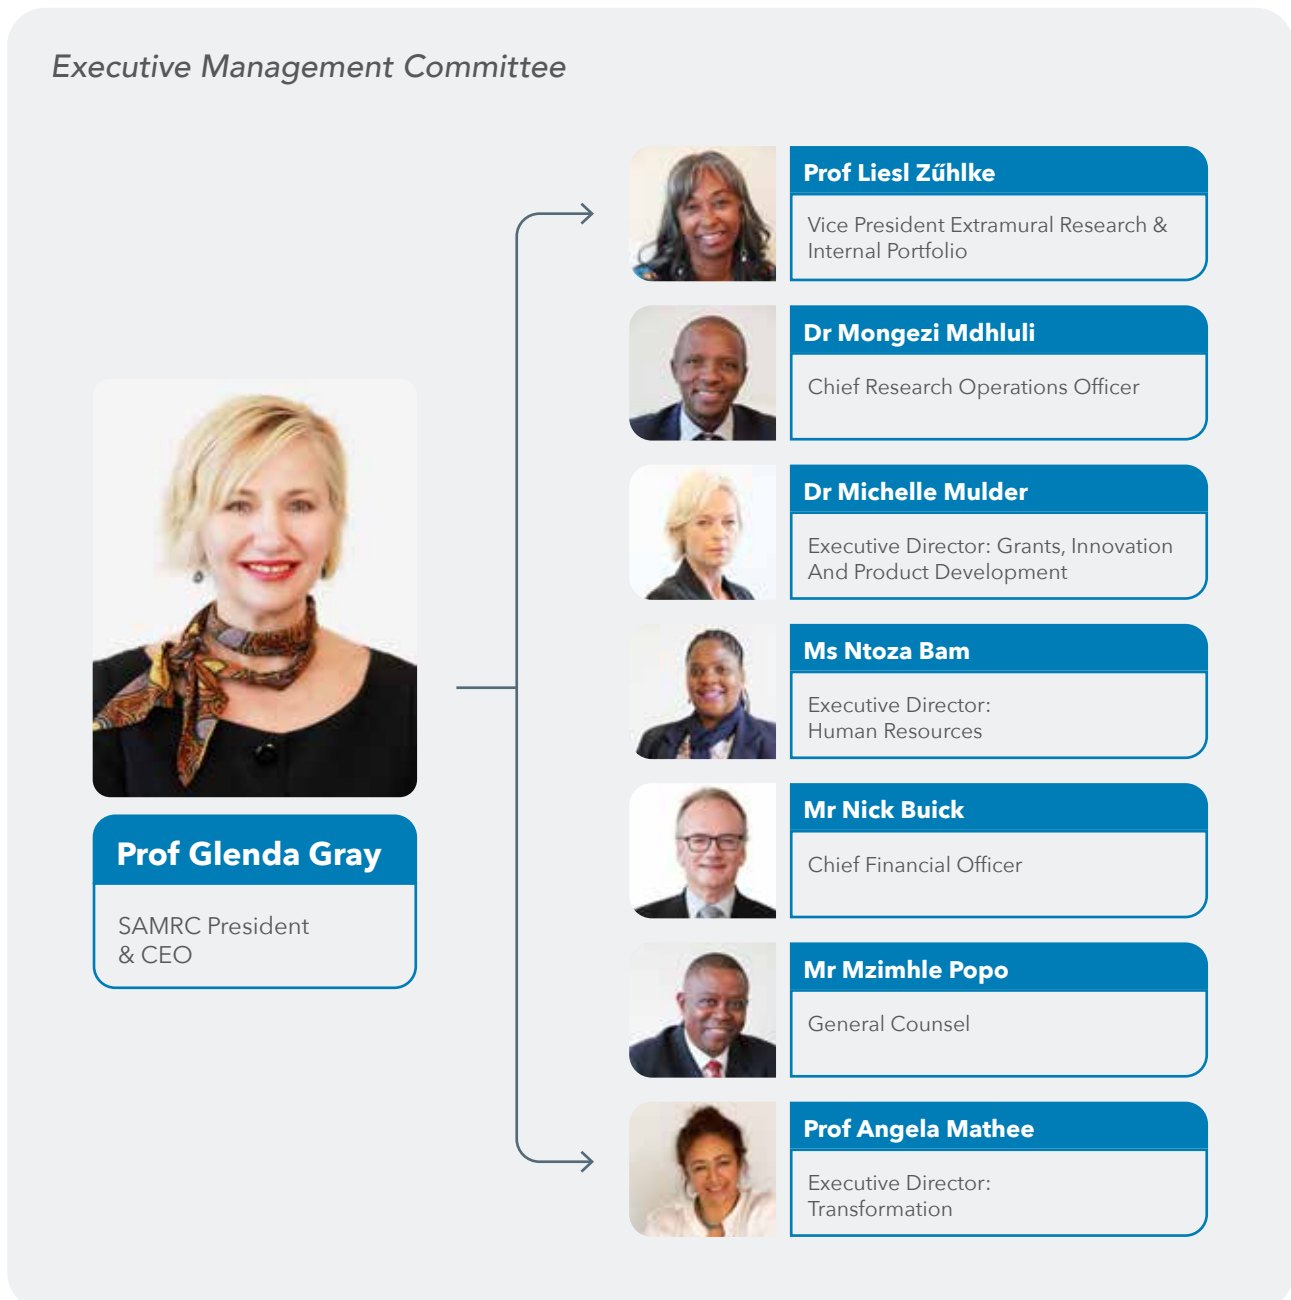 Executive Management Committee
Prof Glenda Gray
SAMRC President
& CEO
Prof Liesl Zűhlke
Vice President Extramural Research &
Internal Portfolio
Dr Mongezi Mdhluli
Chief Research Operations Officer
Dr Michelle Mulder
Executive Director: Grants, Innovation
And Product Development
Ms Ntoza Bam
Executive Director:
Human Resources
Mr Nick Buick
Chief Financial Officer
Mr Mzimhle Popo
General Counsel
Prof Angela Mathee
Executive Director:
Transformation